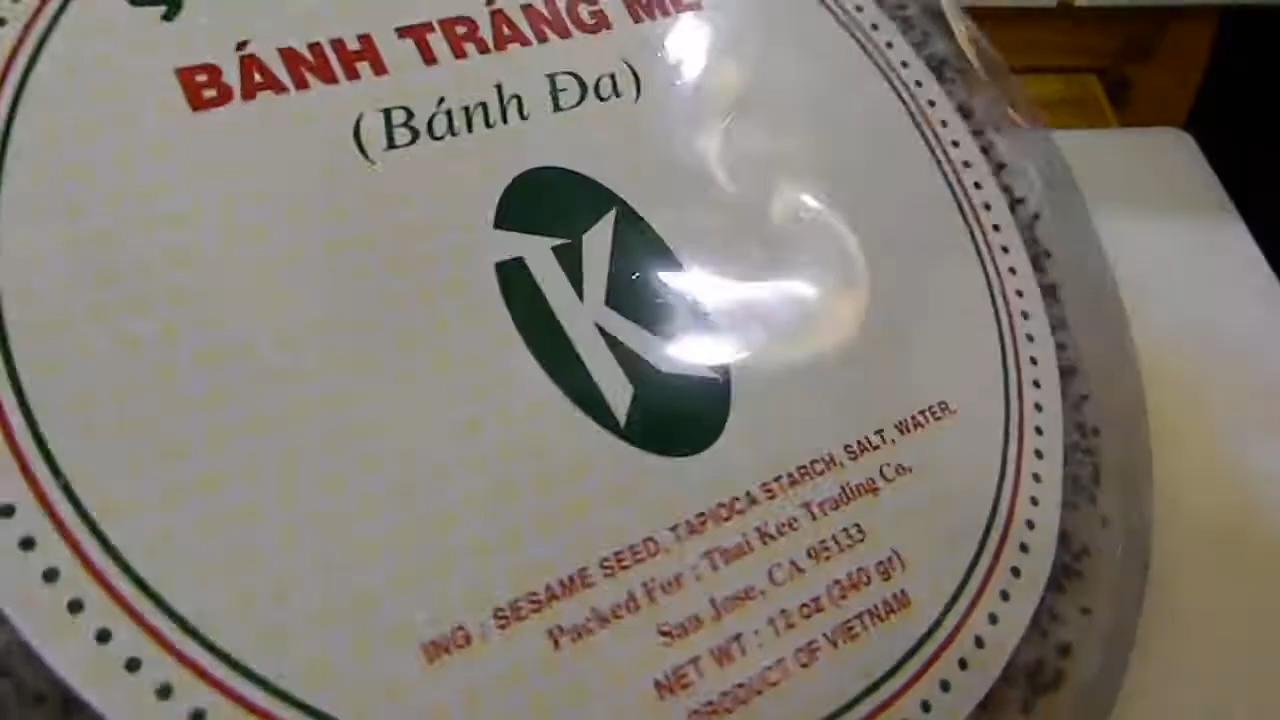 BÁNH TRÁNG MÈ
(Bánh Đa)
K
ING : SESAME SEED, TAPIOCA STARCH, SALT, WATER.
Packed For : Thai Kee Trading Co,
San Jose, CA 95133
NET WT : 12 oz (340 gr)
PRODUCT OF VIETNAM